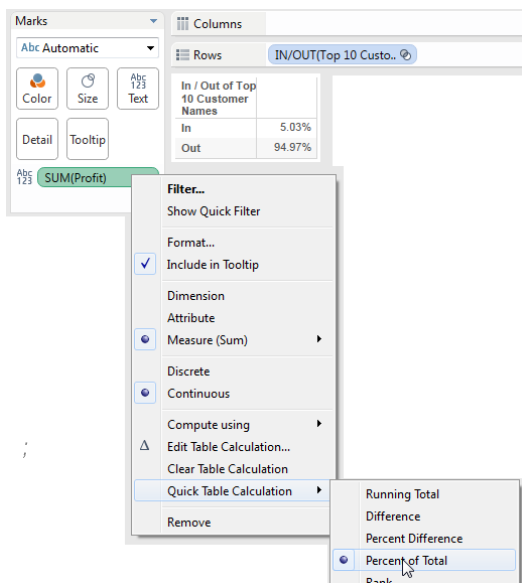 Marks
Columns
Abc Automatic
Rows
IN/OUT(Top 10 Custo..
Color
Size
Abc
123
Text
In / Out of Top
10 Customer
Names
In 5.03%
Out 94.97%
Detail
Tooltip
Abc
123
SUM(Profit)
Filter...
Show Quick Filter
Format...
Include in Tooltip
Dimension
Attribute
Measure (Sum)
Discrete
Continuous
Compute using
;
Δ Edit Table Calculation...
Clear Table Calculation
Quick Table Calculation
Running Total
Difference
Remove
Percent Difference
Percent of Total
Rank